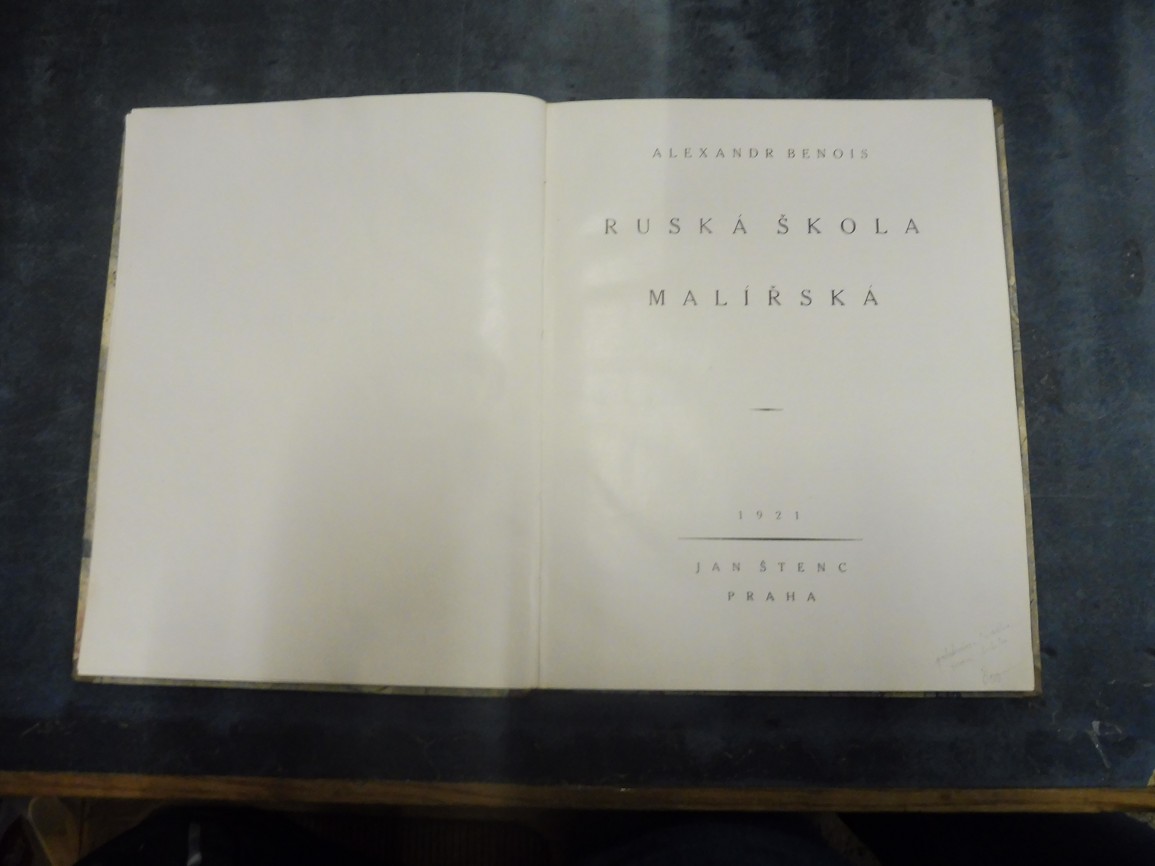 ALEXANDR BENOIS
RUSKÁ ŠKOLA
MALÍŘSKÁ
1921
JAN ŠTENC
PRAHA